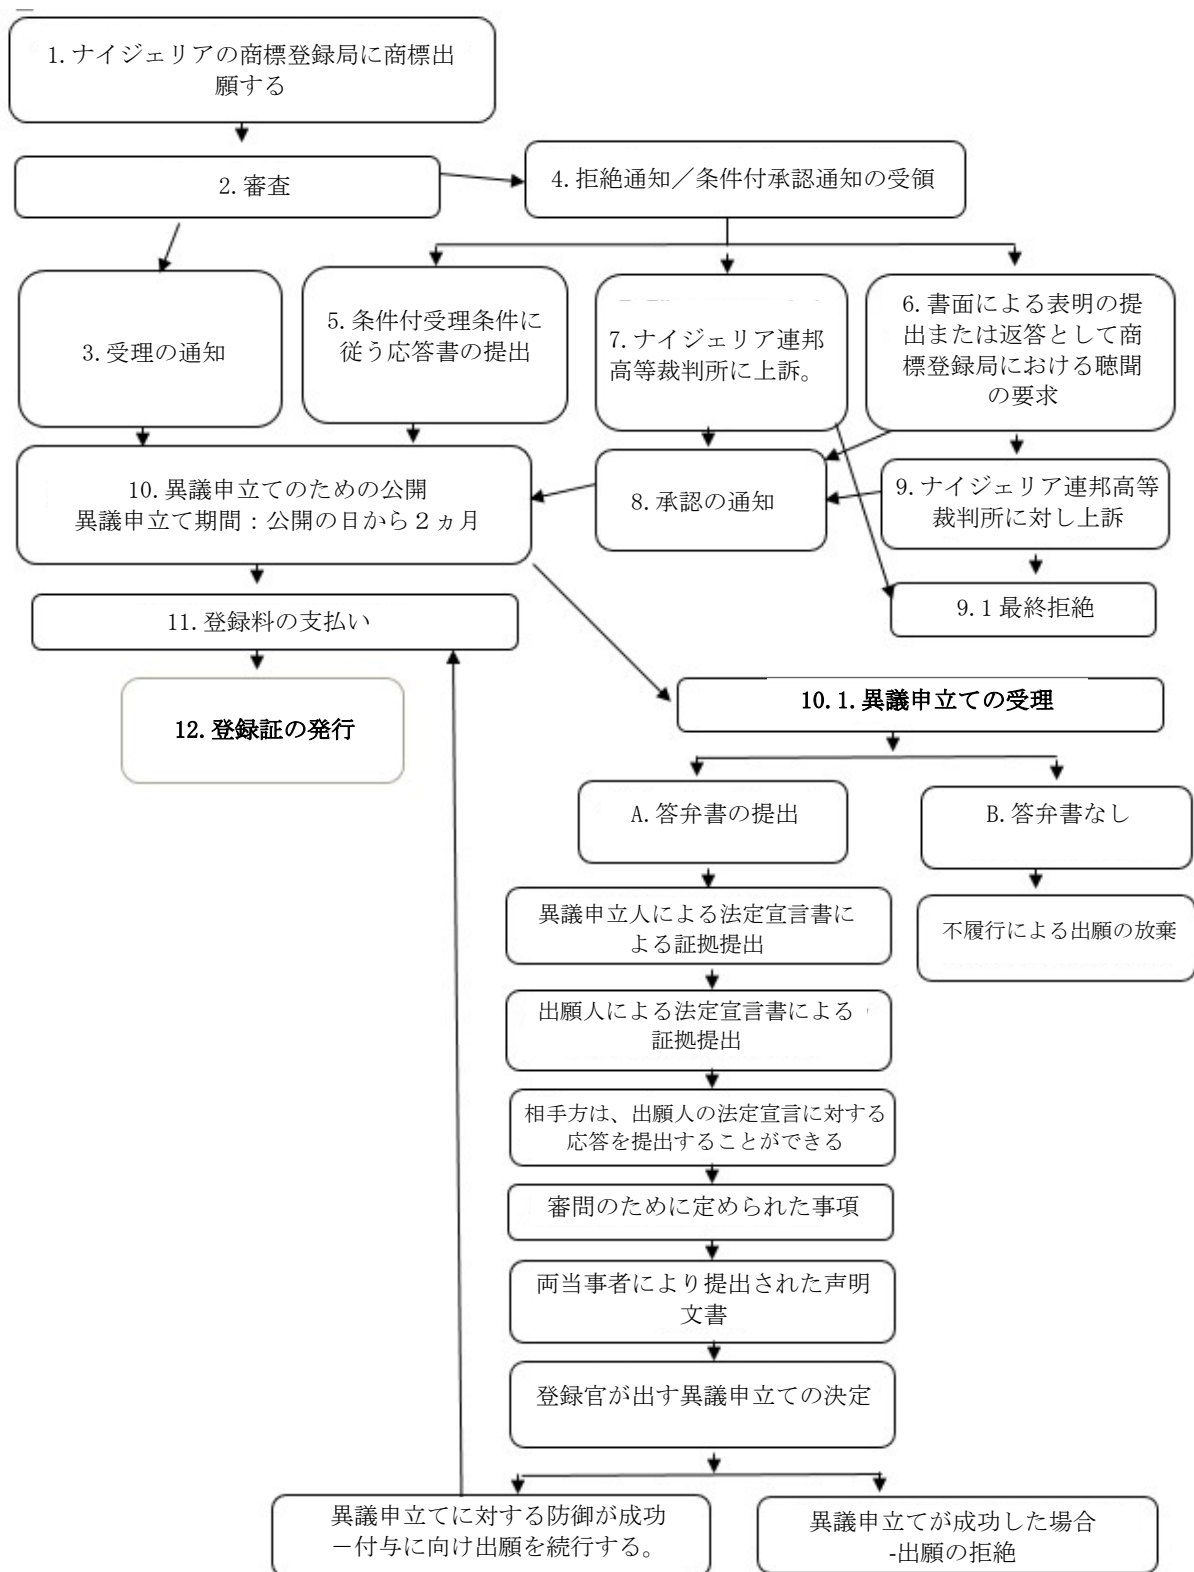 1.ナイジェリアの商標登録局に商標出
願する
2.審査
4.拒絶通知／条件付承認通知の受領
3.受理の通知
5.条件付受理条件に
従う応答書の提出
7.ナイジェリア連邦
高等裁判所に上訴。
6.書面による表明の提
出または返答として商
標登録局における聴聞
の要求
10.異議申立てのための公開
異議申立て期間：公開の日から２ヵ月
8.承認の通知
9.ナイジェリア連邦高等
裁判所に対し上訴
9.1 最終拒絶
11.登録料の支払い
12.登録証の発行
10.1.異議申立ての受理
A.答弁書の提出
B.答弁書なし
異議申立人による法定宣言書に
よる証拠提出
不履行による出願の放棄
出願人による法定宣言書による
証拠提出
相手方は、出願人の法定宣言に対する
応答を提出することができる
審問のために定められた事項
両当事者により提出された声明
文書
登録官が出す異議申立ての決定
異議申立てに対する防御が成功
－付与に向け出願を続行する。
異議申立てが成功した場合
-出願の拒絶